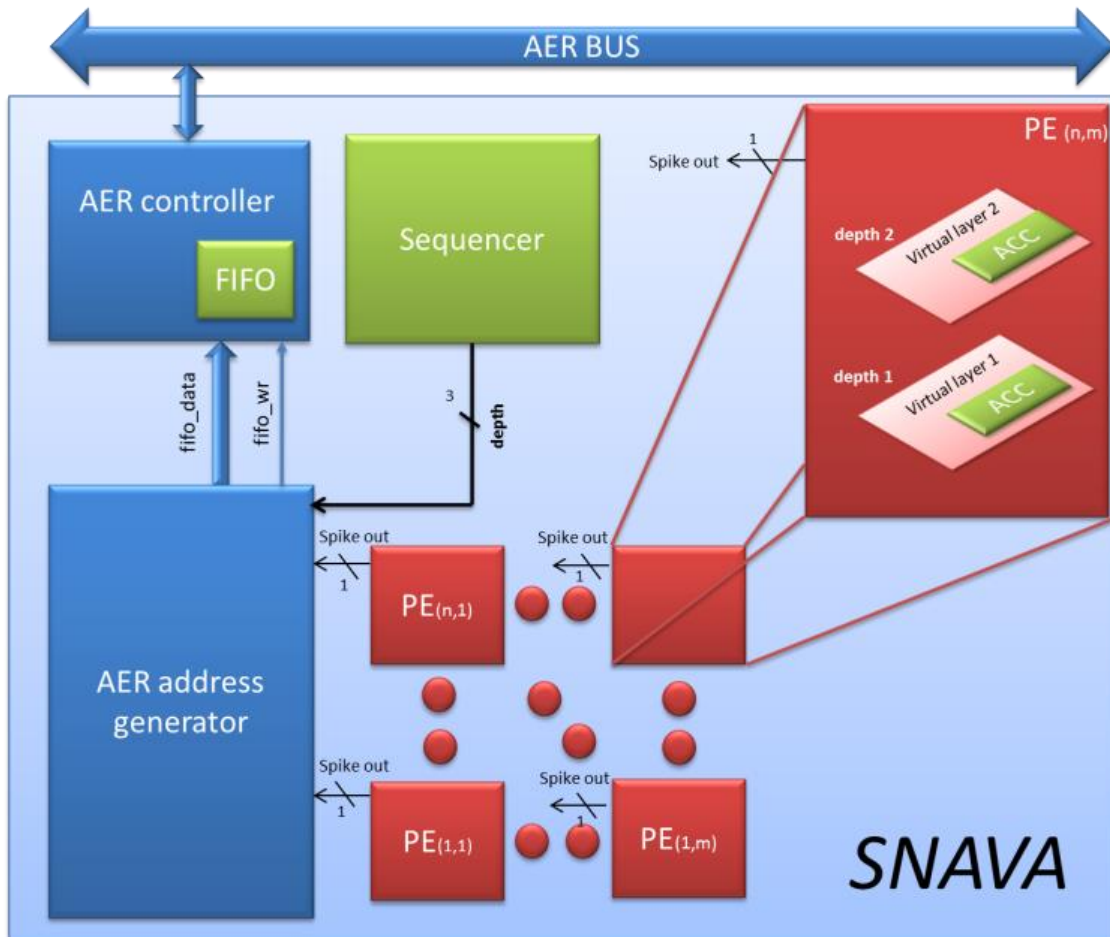 AER BUS
AER controller
FIFO
Sequencer
1
Spike out
PE (n,m)
depth 2
Virtual layer 2
ACC
depth 1
Virtual layer 1
ACC
fifo_data
fifo_wr
3
depth
AER address
generator
Spike out
1
PE(n,1)
Spike out
1
Spike out
1
PE(1,1)
Spike out
1
PE(1,m)
SNAVA